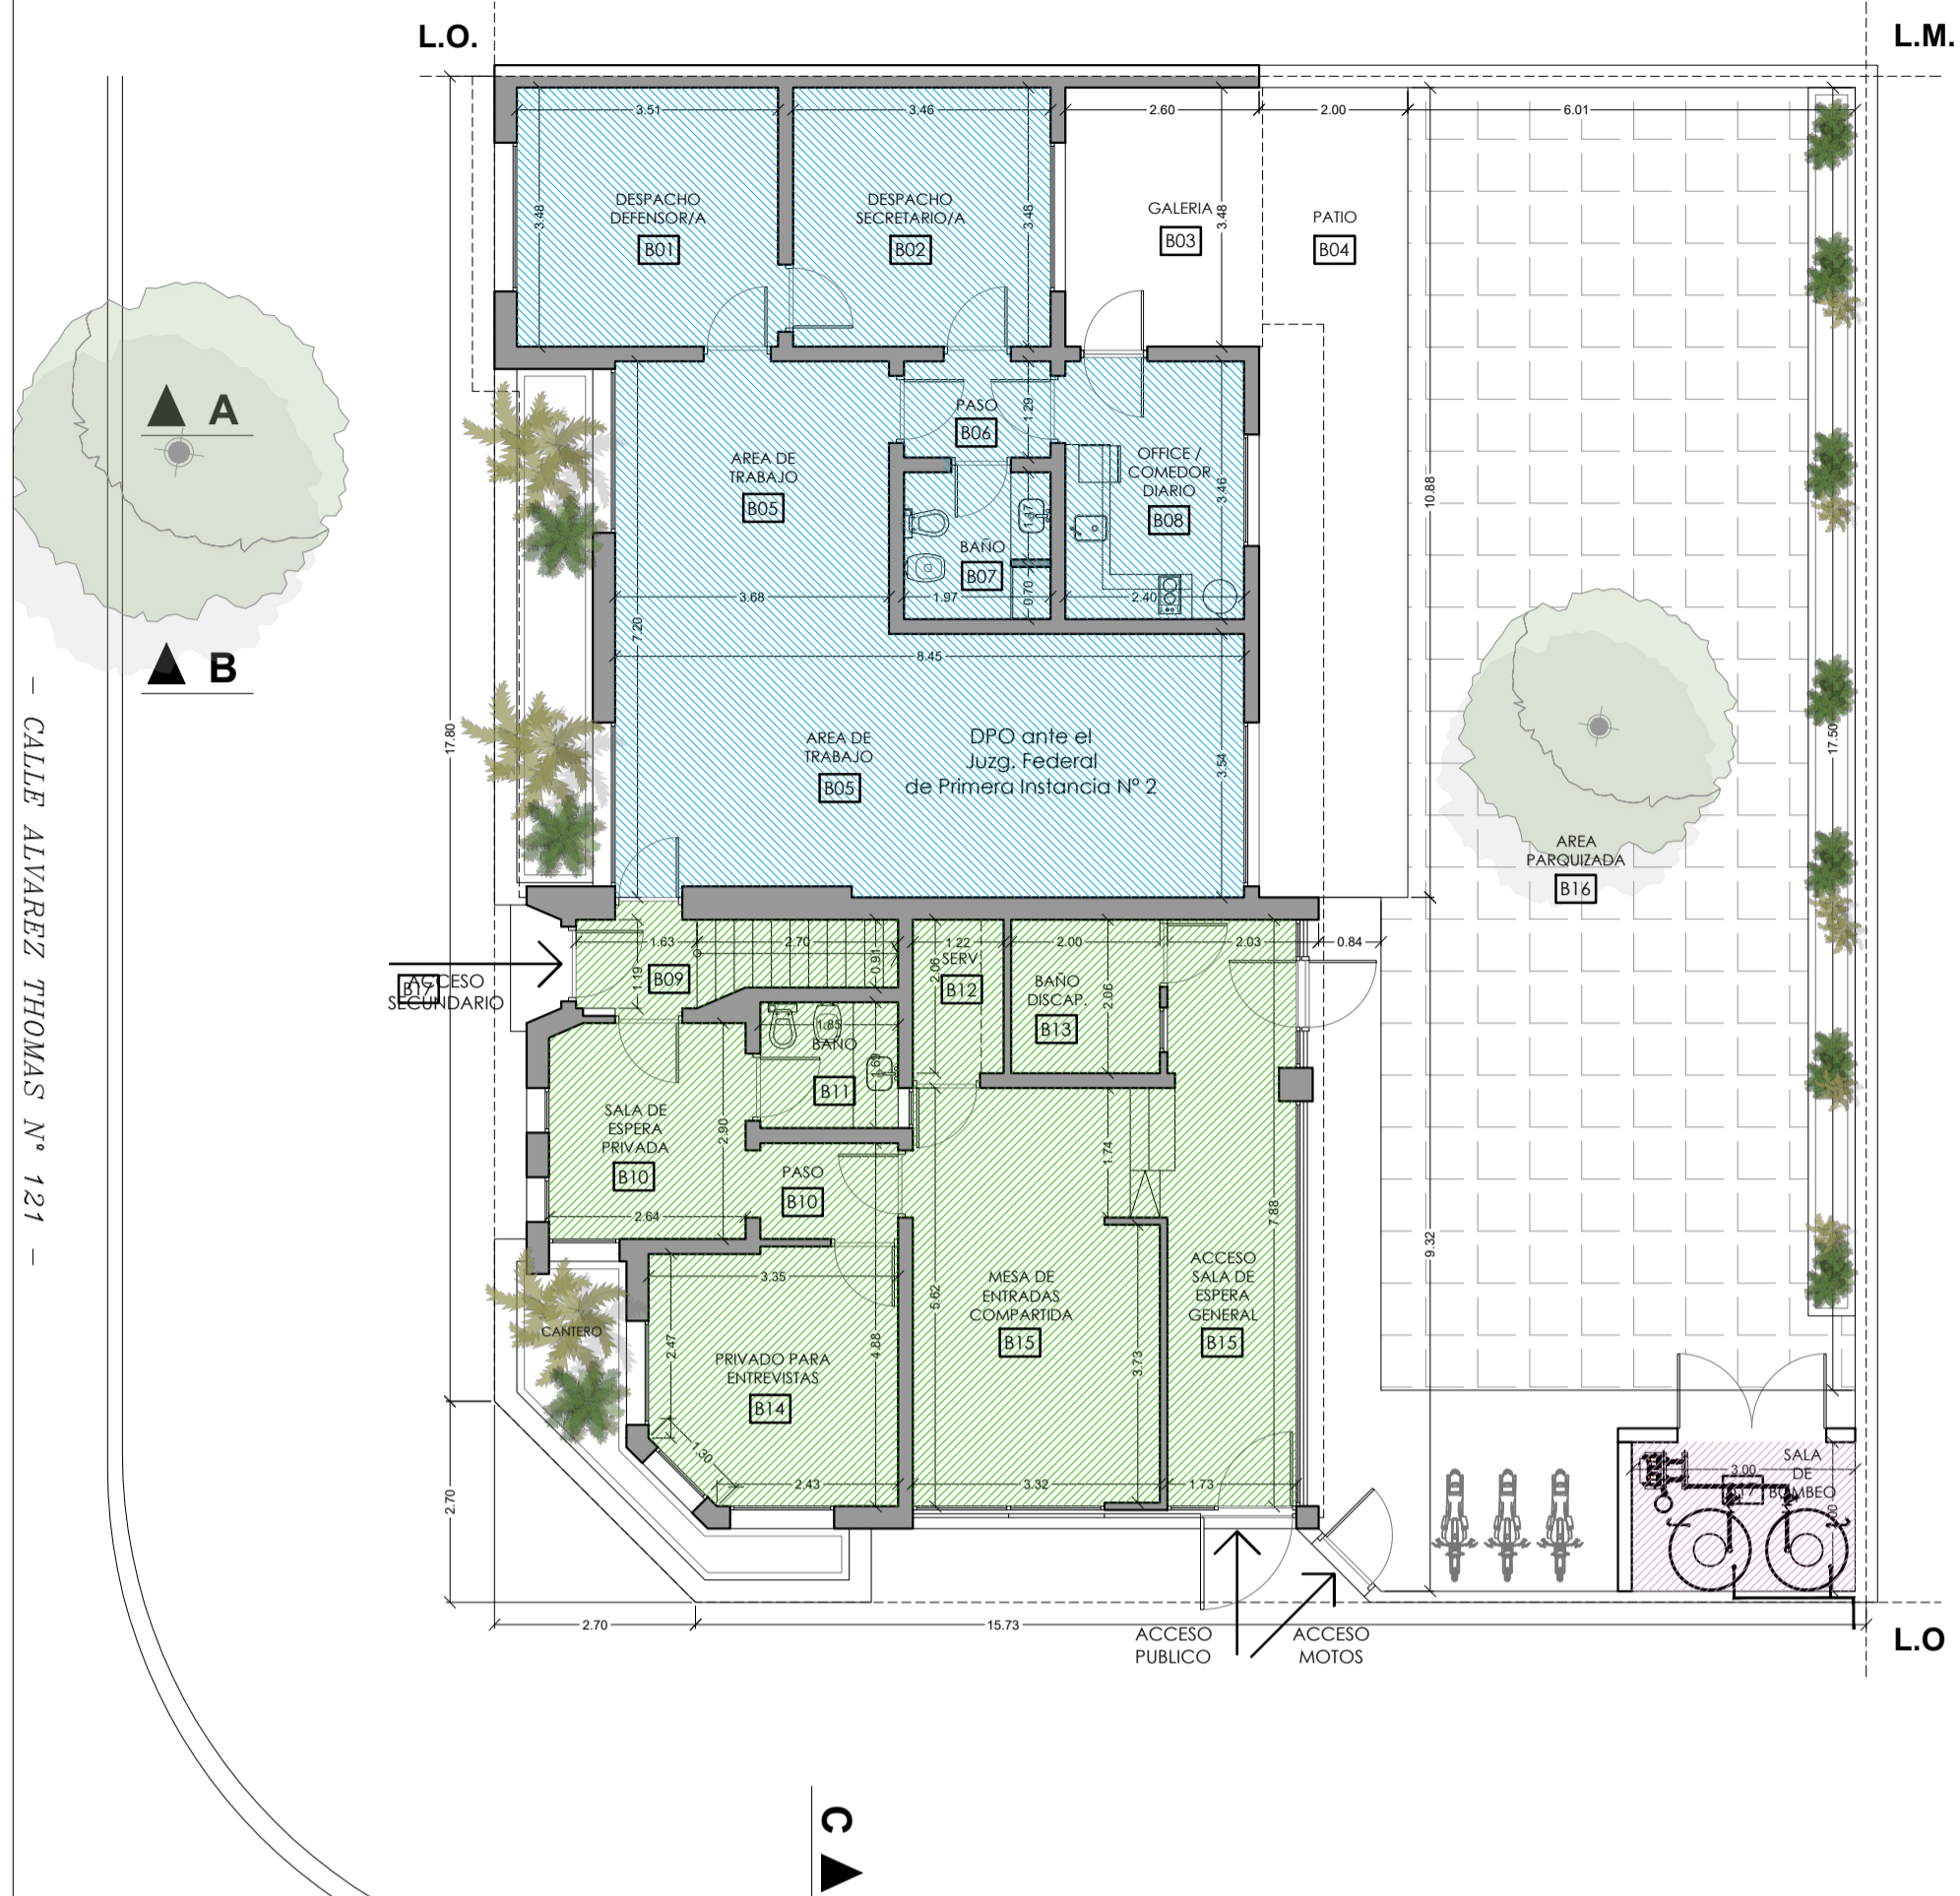 L.O.
L.M.
3.51
3.46
2.60
2.00
6.01
3.48
3.48
3.48
DESPACHO
DEFENSOR/A
B01
DESPACHO
SECRETARIO/A
B02
GALERIA
B03
PATIO
B04
A
B
PASO
B06
1.29
AREA DE
TRABAJO
B05
OFFICE /
COMEDOR
DIARIO
B08
3.46
10.88
1.47
BAÑO
B07
0.70
3.68
1.97
2.40
7.20
8.45
17.80
17.50
3.54
AREA DE
TRABAJO
B05
DPO ante el
Juzg. Federal
de Primera Instancia Nº 2
AREA
PARQUIZADA
B16
— CALLE ALVAREZ THOMAS Nº 121 —
1.63
2.70
0.91
1.22
2.00
2.03
0.84
1.19
B09
SERV
B12
2.06
BAÑO
DISCAP.
B13
2.06
B17
ACCESO
SECUNDARIO
1.85
BAÑO
B11
1.69
SALA DE
ESPERA
PRIVADA
B10
2.90
PASO
B10
1.74
7.88
2.64
9.32
3.35
5.62
MESA DE
ENTRADAS
COMPARTIDA
B15
ACCESO
SALA DE
ESPERA
GENERAL
B15
CANTERO
2.47
4.88
3.73
PRIVADO PARA
ENTREVISTAS
B14
1.30
2.43
3.32
1.73
2.70
SALA
DE
BOMBEO
3.00
2.70
15.73
ACCESO
PUBLICO
ACCESO
MOTOS
L.O
C